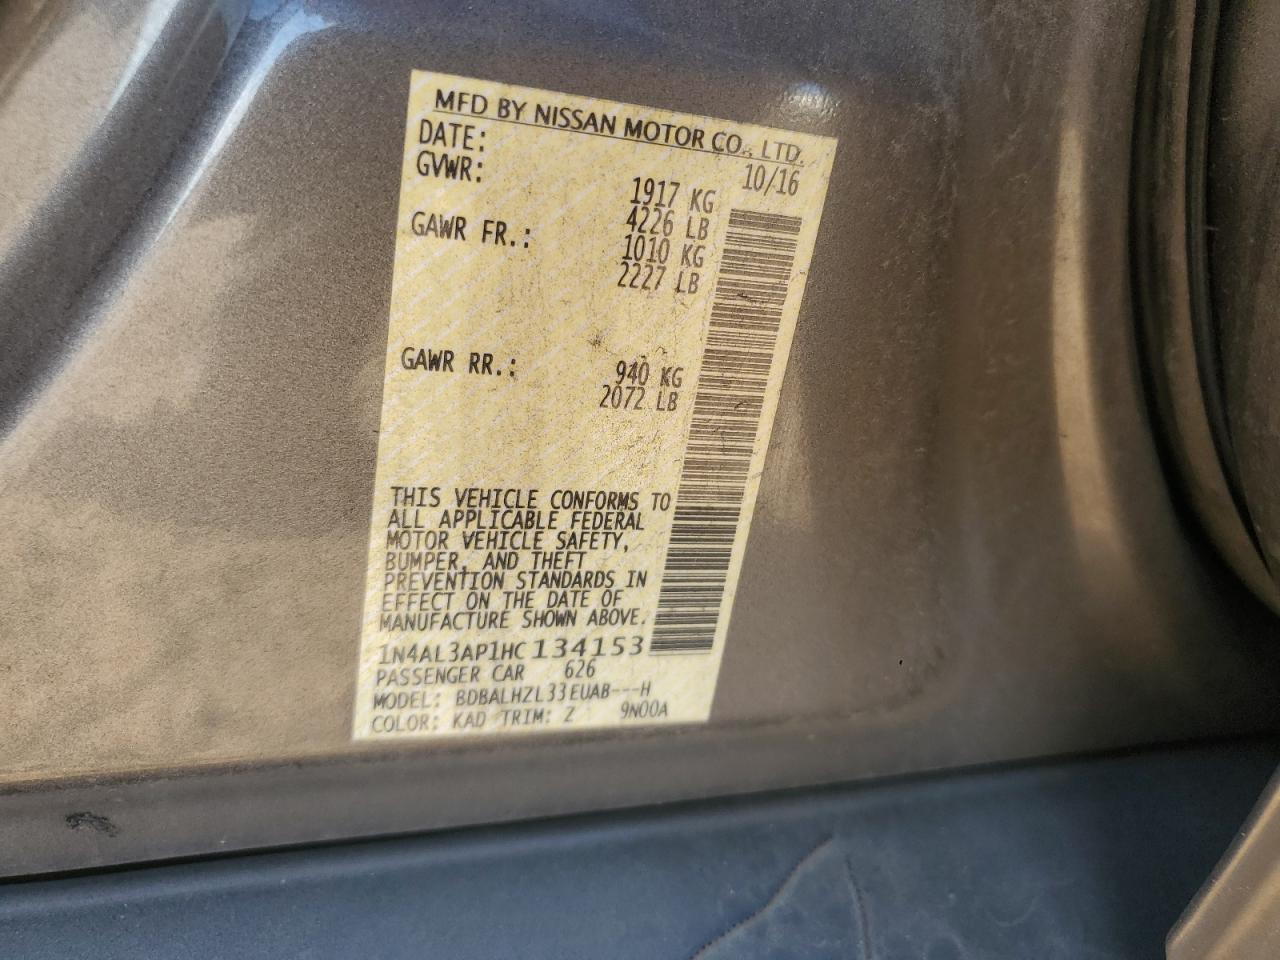 MFD BY NISSAN MOTOR CO., LTD.
DATE: 10/16
GVWR: 1917 KG
4226 LB
GAWR FR.: 1010 KG
2227 LB
GAWR RR.: 940 KG
2072 LB
THIS VEHICLE CONFORMS TO
ALL APPLICABLE FEDERAL
MOTOR VEHICLE SAFETY,
BUMPER, AND THEFT
PREVENTION STANDARDS IN
EFFECT ON THE DATE OF
MANUFACTURE SHOWN ABOVE.
1N4AL3AP1HC134153
PASSENGER CAR 626
MODEL: BDBALHZL33EUAB---H
COLOR: KAD TRIM: Z 9N00A